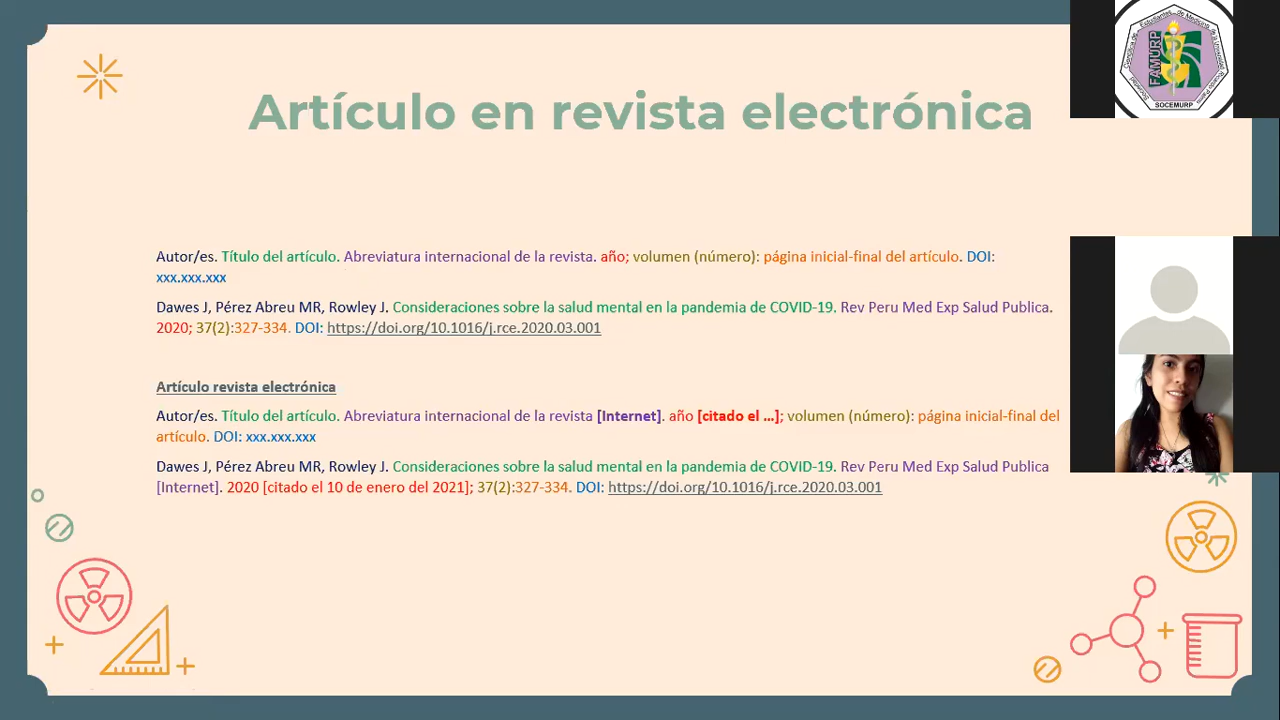 Artículo en revista electrónica
Autor/es. Título del artículo. Abreviatura internacional de la revista. año; volumen (número): página inicial-final del artículo. DOI:
xxx.xxx.xxx
Dawes J, Pérez Abreu MR, Rowley J. Consideraciones sobre la salud mental en la pandemia de COVID-19. Rev Peru Med Exp Salud Publica.
2020; 37(2):327-334. DOI: https://doi.org/10.1016/j.rce.2020.03.001
Artículo revista electrónica
Autor/es. Título del artículo. Abreviatura internacional de la revista [Internet]. año [citado el ...]; volumen (número): página inicial-final del
artículo. DOI: xxx.xxx.xxx
Dawes J, Pérez Abreu MR, Rowley J. Consideraciones sobre la salud mental en la pandemia de COVID-19. Rev Peru Med Exp Salud Publica
[Internet]. 2020 [citado el 10 de enero del 2021]; 37(2):327-334. DOI: https://doi.org/10.1016/j.rce.2020.03.001
FAMURP
SOCEMURP